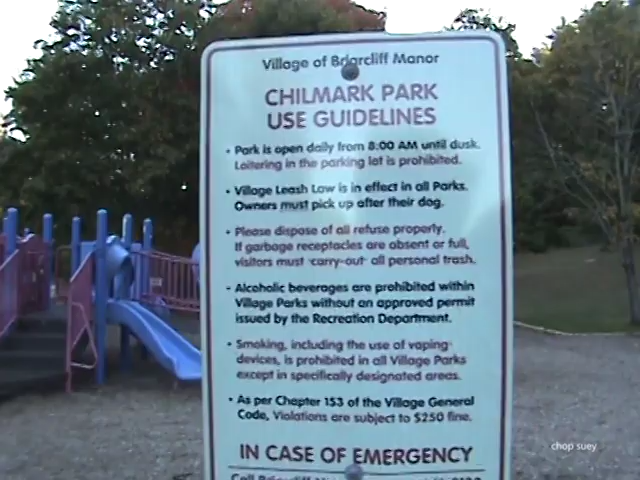 Village of Briarcliff Manor
CHILMARK PARK
USE GUIDELINES
• Park is open daily from 8:00 AM until dusk.
Loitering in the parking lot is prohibited.
• Village Leash Law is in effect in all Parks.
Owners must pick up after their dog.
• Please dispose of all refuse properly.
If garbage receptacles are absent or full,
visitors must "carry-out" all personal trash.
• Alcoholic beverages are prohibited within
Village Parks without an approved permit
issued by the Recreation Department.
• Smoking, including the use of vaping
devices, is prohibited in all Village Parks
except in specifically designated areas.
• As per Chapter 153 of the Village General
Code, Violations are subject to $250 fine.
IN CASE OF EMERGENCY
Call Briarcliff
chop suey